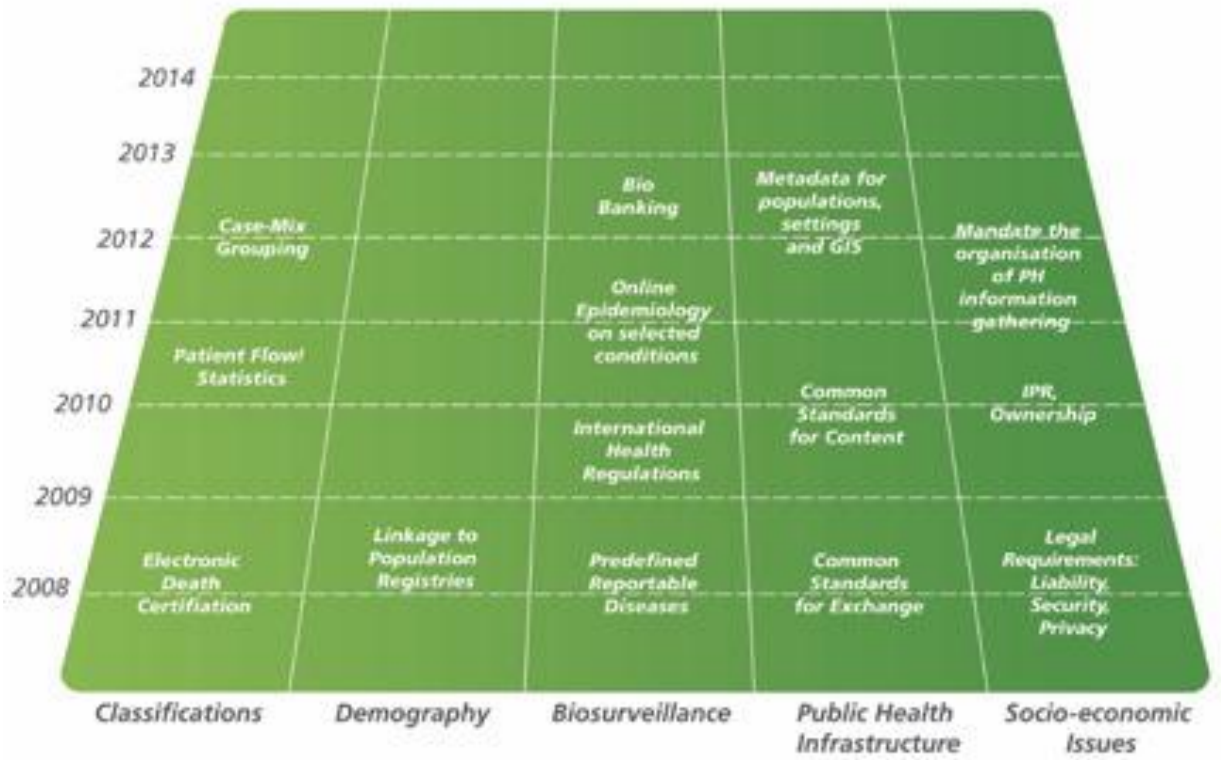 2014
2013
2012
2011
2010
2009
2008
Case-Mix
Grouping
Patient Flow!
Statistics
Electronic
Death
Certifiation
Linkage to
Population
Registries
Bio
Banking
Online
Epidemiology
on selected
conditions
International
Health
Regulations
Predefined
Reportable
Diseases
Metadata for
populations,
settings
and GIS
Common
Standards
for Content
Common
Standards
for Exchange
Mandate the
organisation
of PH
information
gathering
IPR,
Ownership
Legal
Requirements:
Liability,
Security,
Privacy
Classifications
Demography
Biosurveillance
Public Health
Infrastructure
Socio-economic
Issues